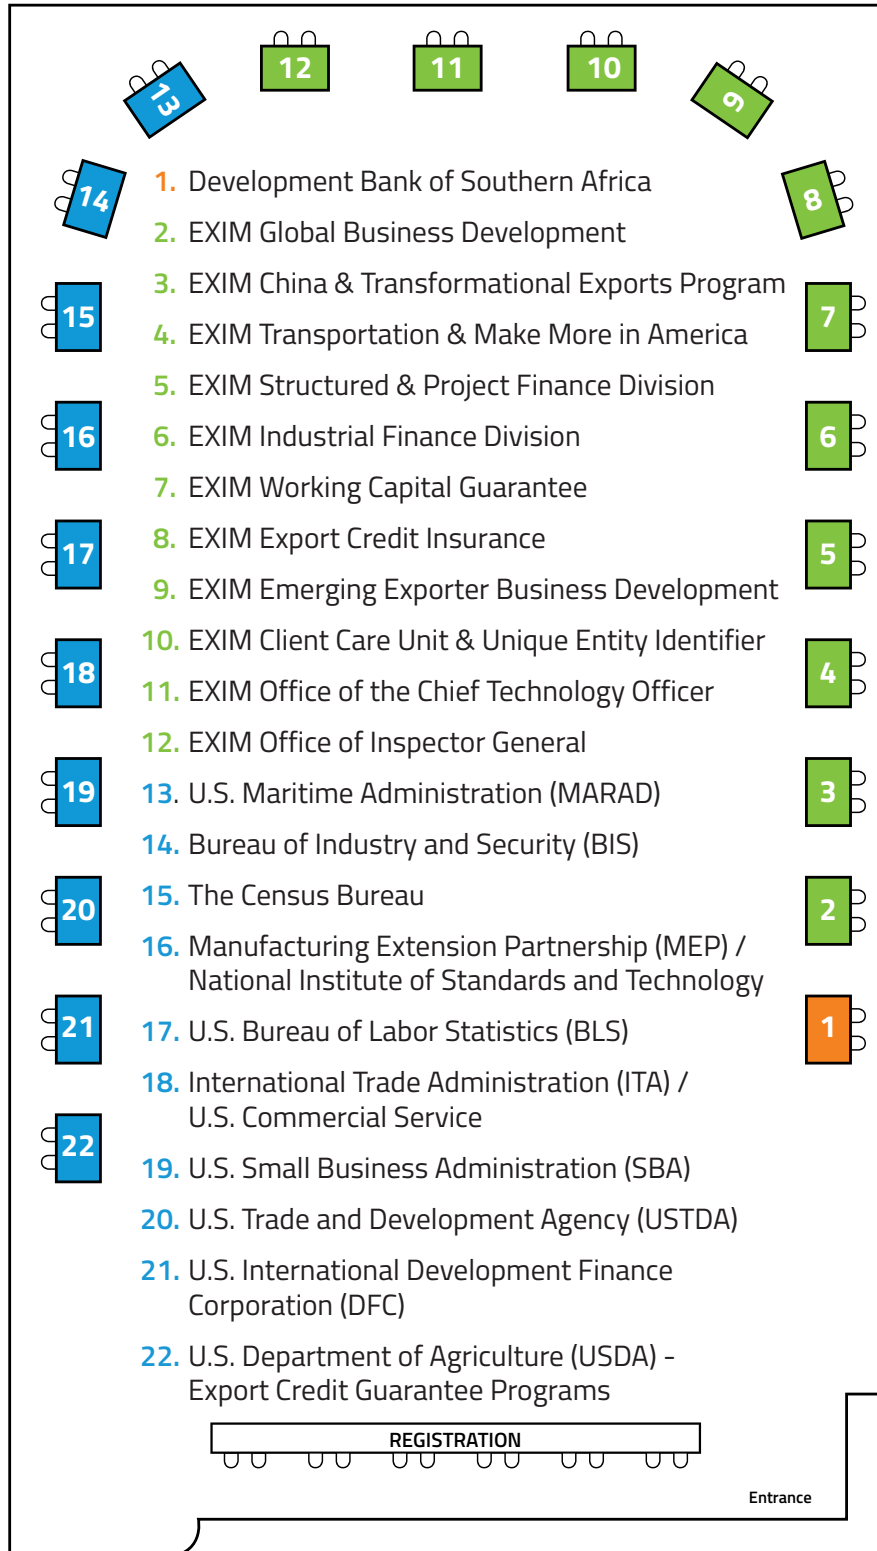 12
11
10
13
9
14
8
15
7
16
6
17
5
18
4
19
3
20
2
21
1
22
1. Development Bank of Southern Africa
2. EXIM Global Business Development
3. EXIM China & Transformational Exports Program
4. EXIM Transportation & Make More in America
5. EXIM Structured & Project Finance Division
6. EXIM Industrial Finance Division
7. EXIM Working Capital Guarantee
8. EXIM Export Credit Insurance
9. EXIM Emerging Exporter Business Development
10. EXIM Client Care Unit & Unique Entity Identifier
11. EXIM Office of the Chief Technology Officer
12. EXIM Office of Inspector General
13. U.S. Maritime Administration (MARAD)
14. Bureau of Industry and Security (BIS)
15. The Census Bureau
16. Manufacturing Extension Partnership (MEP) /
National Institute of Standards and Technology
17. U.S. Bureau of Labor Statistics (BLS)
18. International Trade Administration (ITA) /
U.S. Commercial Service
19. U.S. Small Business Administration (SBA)
20. U.S. Trade and Development Agency (USTDA)
21. U.S. International Development Finance
Corporation (DFC)
22. U.S. Department of Agriculture (USDA) -
Export Credit Guarantee Programs
REGISTRATION
Entrance